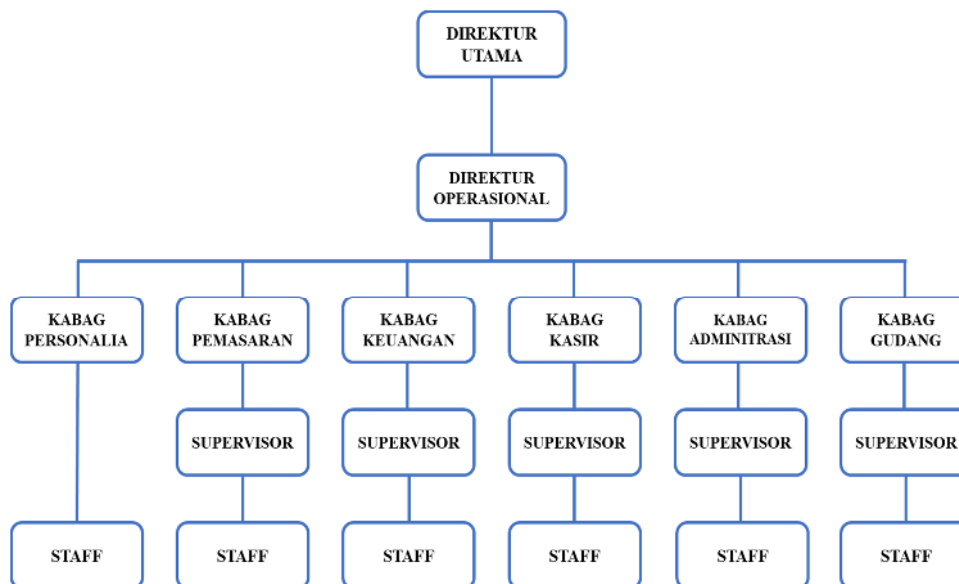 DIREKTUR
UTAMA
DIREKTUR
OPERASIONAL
KABAG
PERSONALIA
KABAG
PEMASARAN
KABAG
KEUANGAN
KABAG
KASIR
KABAG
ADMINITRASI
KABAG
GUDANG
SUPERVISOR
SUPERVISOR
SUPERVISOR
SUPERVISOR
SUPERVISOR
STAFF
STAFF
STAFF
STAFF
STAFF
STAFF